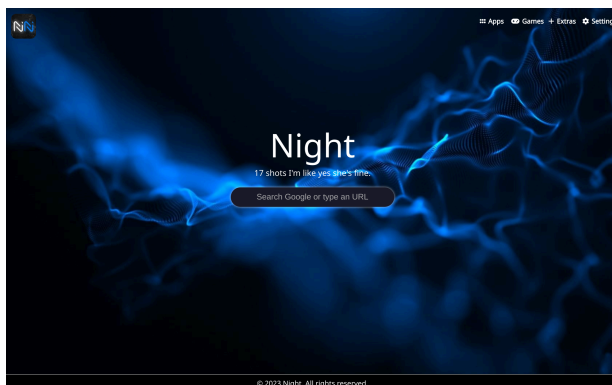 NN
Apps Games Extras Setting
Night
17 shots I'm like yes she's fine.
Search Google or type an URL
© 2023 Night. All rights reserved